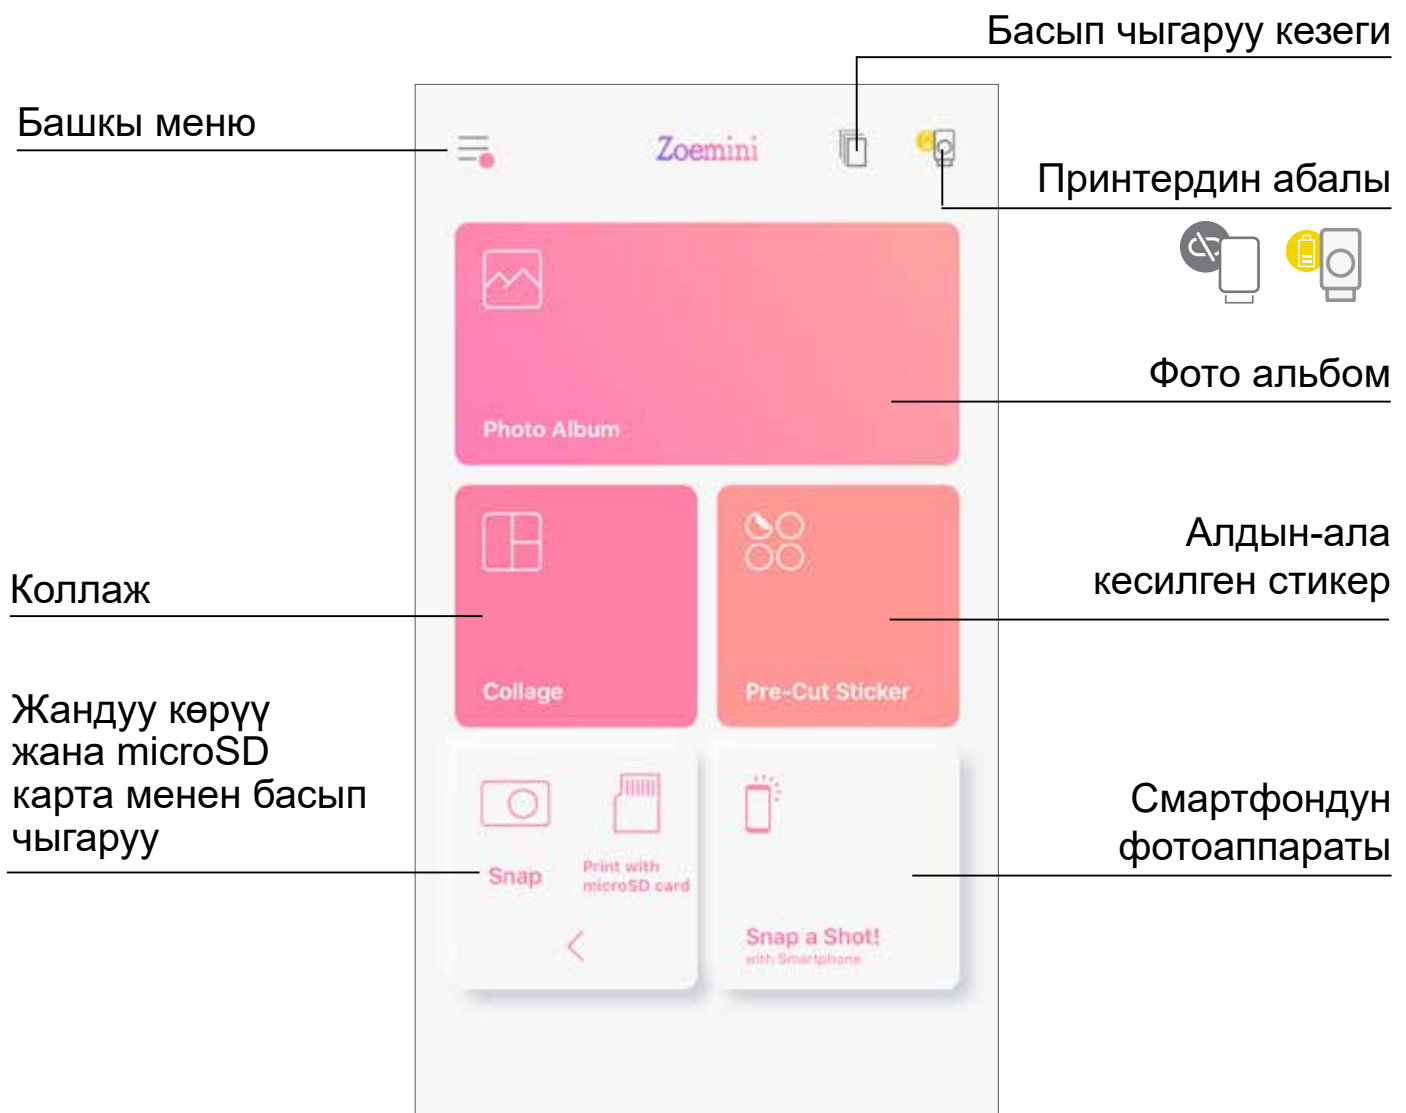 Басып чыгаруу кезеги
Башкы меню
Zoemini
Принтердин абалы
Фото альбом
Photo Album
Алдын-ала
кесилген стикер
Коллаж
Collage
Pre-Cut Sticker
Жандуу көрүү
жана microSD
карта менен басып
чыгаруу
Смартфондун
фотоаппараты
Snap
Print with
microSD card
Snap a Shot!
with Smartphone